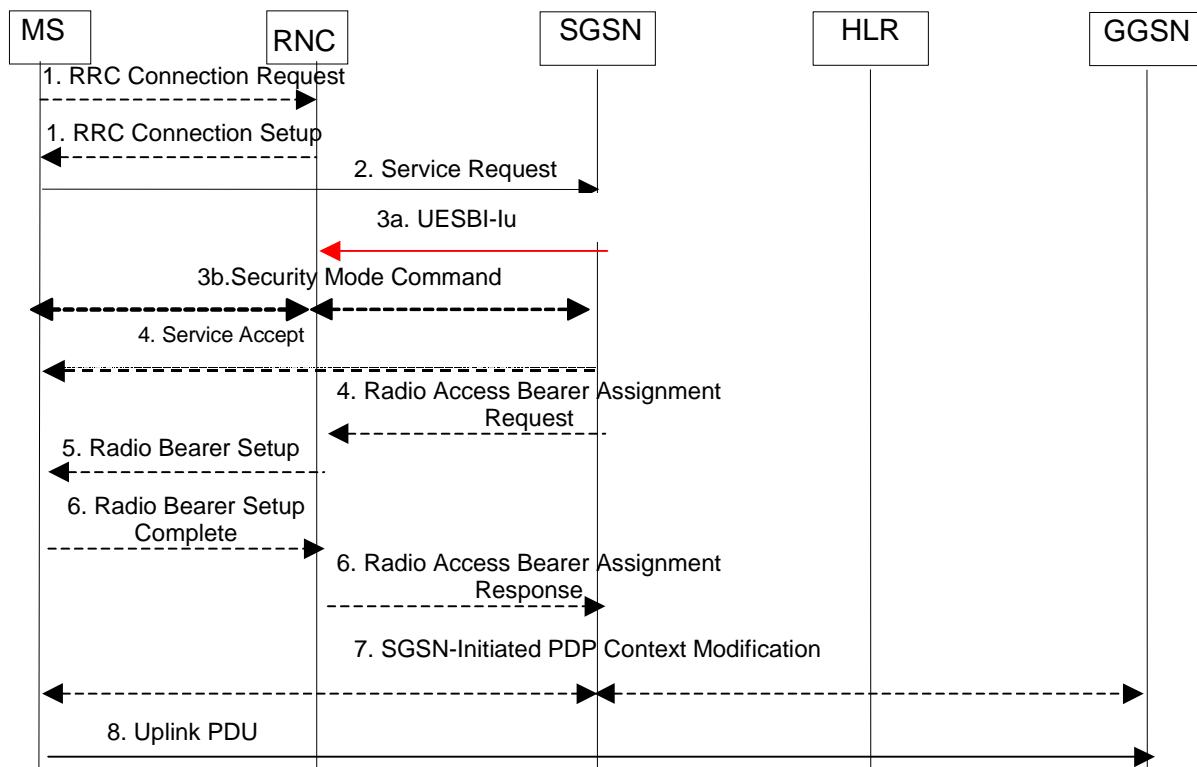 MS
RNC
SGSN
HLR
GGSN
1. RRC Connection Request
1. RRC Connection Setup
2. Service Request
3a. UESBI-Iu
3b.Security Mode Command
4. Service Accept
4. Radio Access Bearer Assignment
Request
5. Radio Bearer Setup
6. Radio Bearer Setup
Complete
6. Radio Access Bearer Assignment
Response
7. SGSN-Initiated PDP Context Modification
8. Uplink PDU